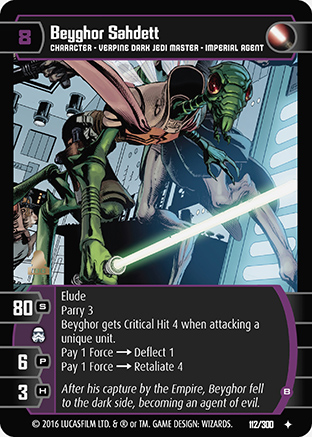 8
Beyghor Sahdett
CHARACTER - VERPINE DARK JEDI MASTER - IMPERIAL AGENT
80 S
6 P
3 H
Elude
Parry 3
Beyghor gets Critical Hit 4 when attacking a
unique unit.
Pay 1 Force → Deflect 1
Pay 1 Force → Retaliate 4
After his capture by the Empire, Beyghor fell
to the dark side, becoming an agent of evil.
B
© 2016 LUCASFILM LTD. & ® or TM. GAME DESIGN: WIZARDS.
112/300